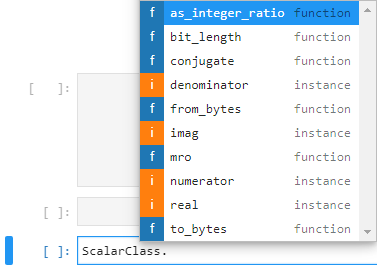 f as_integer_ratio function
f bit_length function
f conjugate function
[ ]: i denominator instance
f from_bytes function
i imag instance
f mro function
i numerator instance
[ ]: i real instance
f to_bytes function
[ ]: ScalarClass.